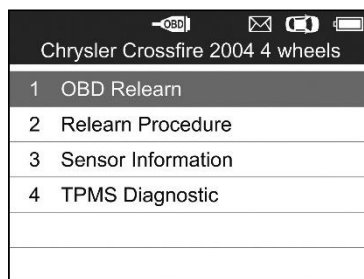 OBD
Chrysler Crossfire 2004 4 wheels
1 OBD Relearn
2 Relearn Procedure
3 Sensor Information
4 TPMS Diagnostic